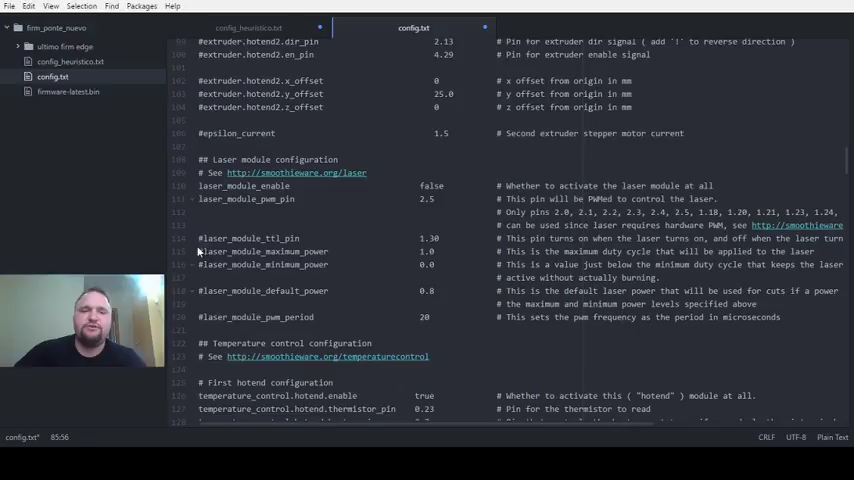 File Edit View Selection Find Packages Help
firm_ponte_nuevo
ultimo firm edge
config_heuristico.txt
config.txt
firmware-latest.bin
config_heuristico.txt config.txt
99 #extruder.hotend2.dir_pin 2.13 # Pin for extruder dir signal ( add '!' to reverse direction )
100 #extruder.hotend2.en_pin 4.29 # Pin for extruder enable signal
101
102 #extruder.hotend2.x_offset 0 # x offset from origin in mm
103 #extruder.hotend2.y_offset 25.0 # y offset from origin in mm
104 #extruder.hotend2.z_offset 0 # z offset from origin in mm
105
106 #epsilon_current 1.5 # Second extruder stepper motor current
107
108 ## Laser module configuration
109 # See http://smoothieware.org/laser
110 laser_module_enable false # Whether to activate the laser module at all
111 laser_module_pwm_pin 2.5 # This pin will be PWMed to control the laser.
112 # Only pins 2.0, 2.1, 2.2, 2.3, 2.4, 2.5, 1.18, 1.20, 1.21, 1.23, 1.24,
113 # can be used since laser requires hardware PWM, see http://smoothieware
114 #laser_module_ttl_pin 1.30 # This pin turns on when the laser turns on, and off when the laser turn
115 #laser_module_maximum_power 1.0 # This is the maximum duty cycle that will be applied to the laser
116 #laser_module_minimum_power 0.0 # This is a value just below the minimum duty cycle that keeps the laser
117 # active without actually burning.
118 #laser_module_default_power 0.8 # This is the default laser power that will be used for cuts if a power
119 # the maximum and minimum power levels specified above
120 #laser_module_pwm_period 20 # This sets the pwm frequency as the period in microseconds
121
122 ## Temperature control configuration
123 # See http://smoothieware.org/temperaturecontrol
124
125 # First hotend configuration
126 temperature_control.hotend.enable true # Whether to activate this ( "hotend" ) module at all.
127 temperature_control.hotend.thermistor_pin 0.23 # Pin for the thermistor to read
128
config.txt* 85:56 CRLF UTF-8 Plain Text